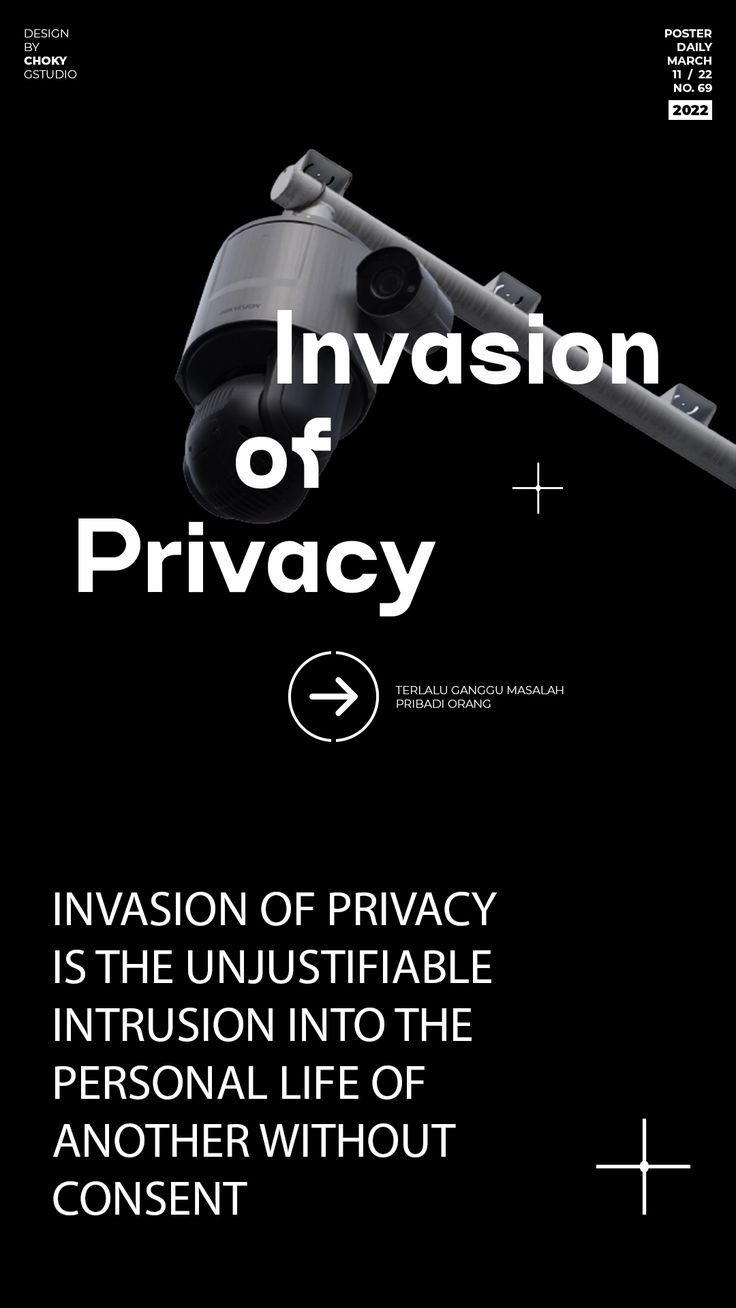 DESIGN
BY
CHOKY
GSTUDIO
POSTER
DAILY
MARCH
11 / 22
NO. 69
2022
HIKVISION
Invasion
of
Privacy
TERLALU GANGGU MASALAH
PRIBADI ORANG
INVASION OF PRIVACY
IS THE UNJUSTIFIABLE
INTRUSION INTO THE
PERSONAL LIFE OF
ANOTHER WITHOUT
CONSENT